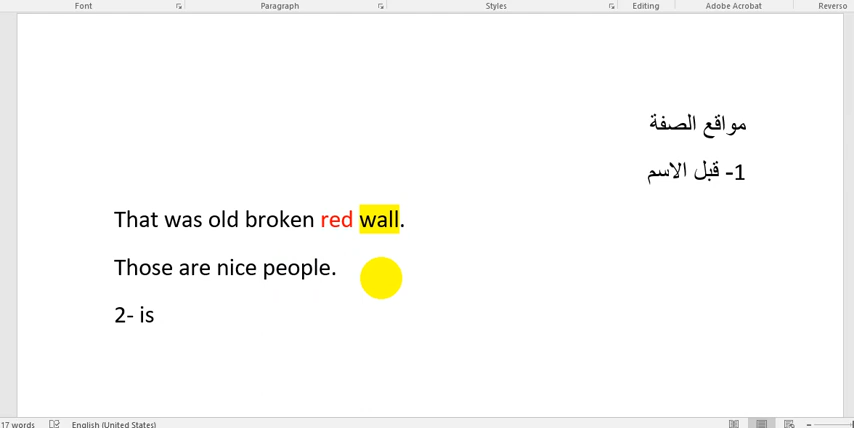 Font Paragraph Styles Editing Adobe Acrobat Reverso
مواقع الصفة
1- قبل الاسم
That was old broken red wall.
Those are nice people.
2- is
17 words English (United States)